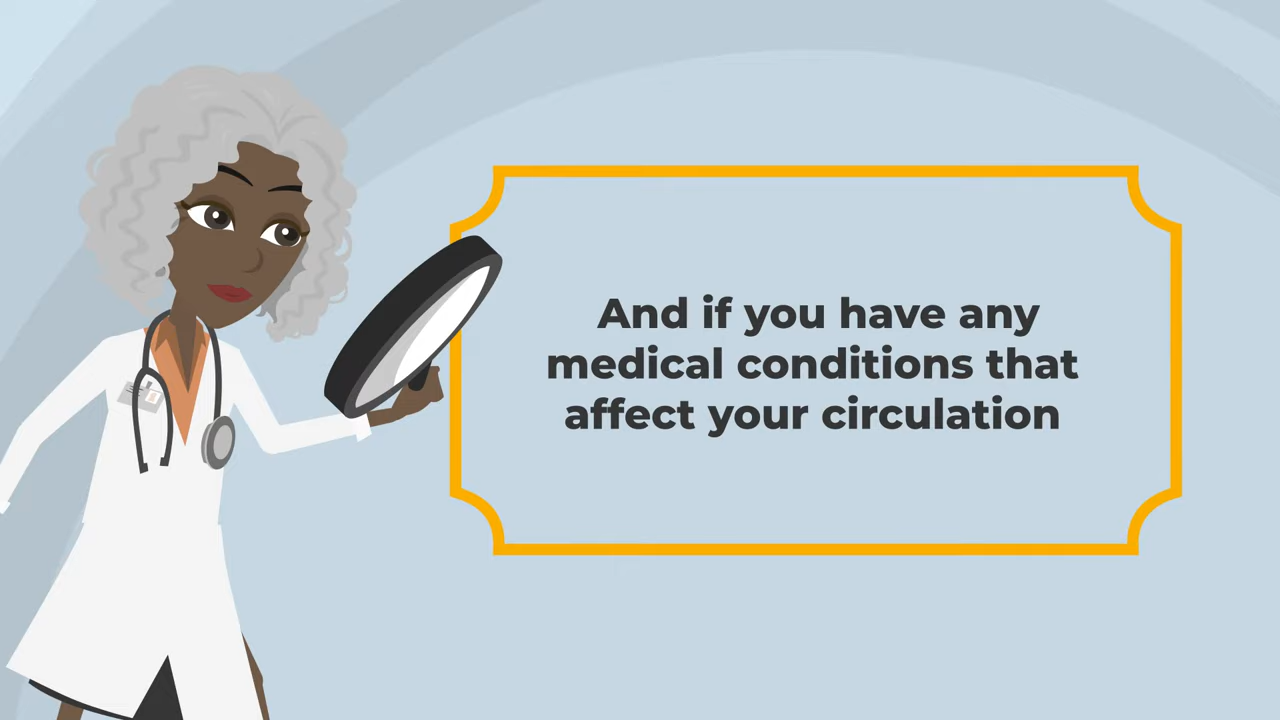 And if you have any
medical conditions that
affect your circulation